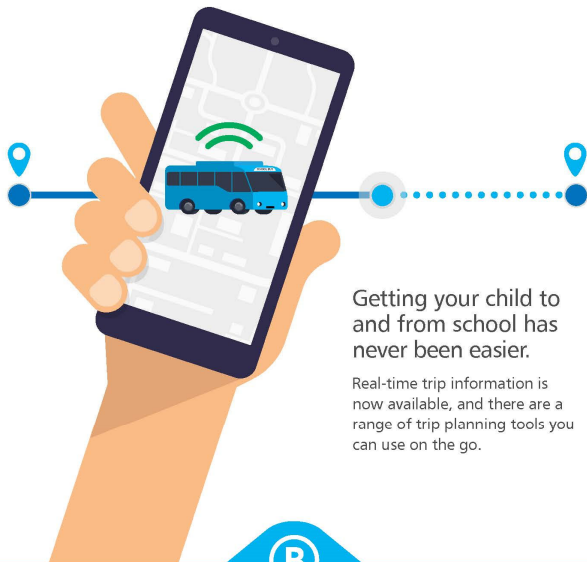 Getting your child to
and from school has
never been easier.
Real-time trip information is
now available, and there are a
range of trip planning tools you
can use on the go.
B